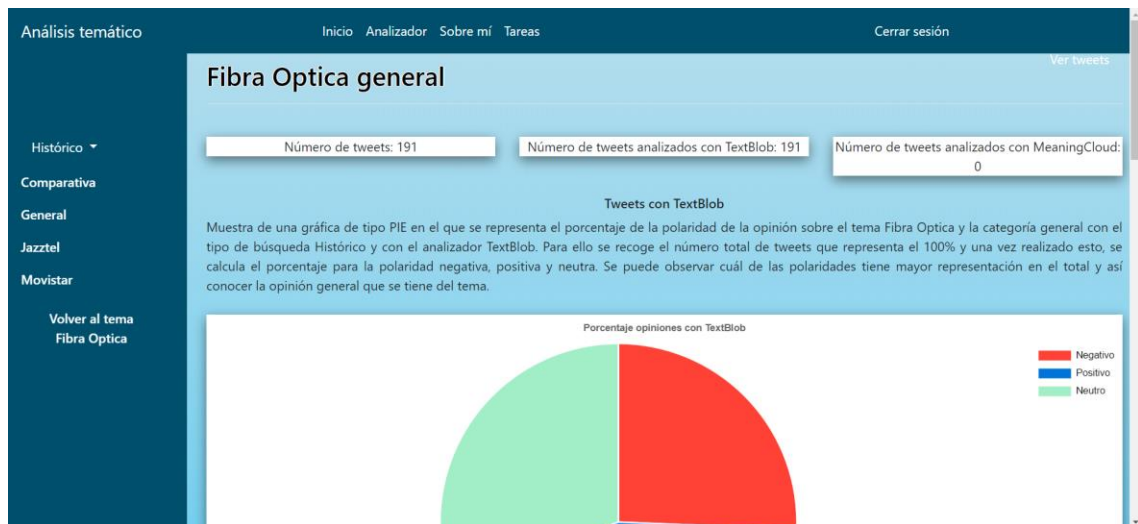 Análisis temático
Inicio Analizador Sobre mí Tareas
Cerrar sesión
Ver tweets
Fibra Optica general
Histórico
Comparativa
General
Jazztel
Movistar
Volver al tema
Fibra Optica
Número de tweets: 191
Número de tweets analizados con TextBlob: 191
Número de tweets analizados con MeaningCloud:
0
Tweets con TextBlob
Muestra de una gráfica de tipo PIE en el que se representa el porcentaje de la polaridad de la opinión sobre el tema Fibra Optica y la categoría general con el
tipo de búsqueda Histórico y con el analizador TextBlob. Para ello se recoge el número total de tweets que representa el 100% y una vez realizado esto, se
calcula el porcentaje para la polaridad negativa, positiva y neutra. Se puede observar cuál de las polaridades tiene mayor representación en el total y así
conocer la opinión general que se tiene del tema.
Porcentaje opiniones con TextBlob
Negativo
Positivo
Neutro